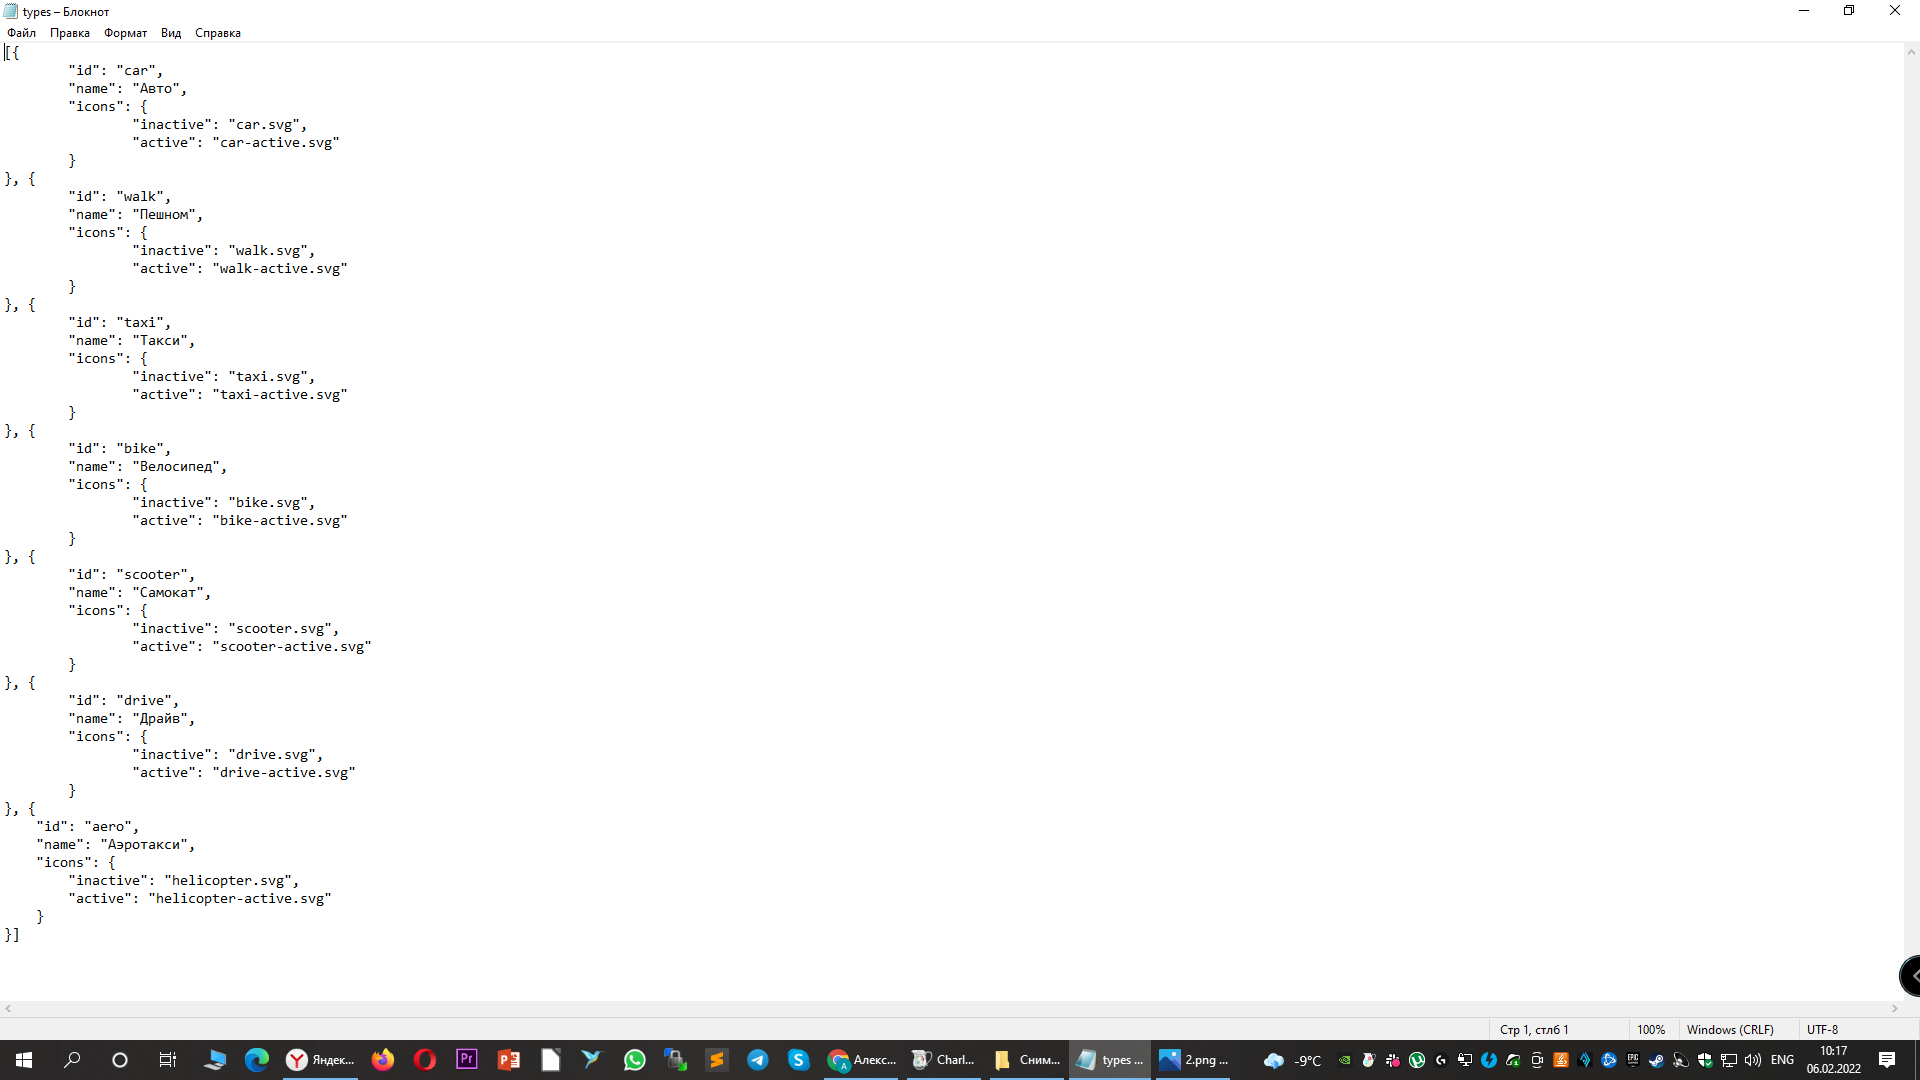 types – Блокнот
Файл Правка Формат Вид Справка
[{
"id": "car",
"name": "Авто",
"icons": {
"inactive": "car.svg",
"active": "car-active.svg"
}
}, {
"id": "walk",
"name": "Пешном",
"icons": {
"inactive": "walk.svg",
"active": "walk-active.svg"
}
}, {
"id": "taxi",
"name": "Такси",
"icons": {
"inactive": "taxi.svg",
"active": "taxi-active.svg"
}
}, {
"id": "bike",
"name": "Велосипед",
"icons": {
"inactive": "bike.svg",
"active": "bike-active.svg"
}
}, {
"id": "scooter",
"name": "Самокат",
"icons": {
"inactive": "scooter.svg",
"active": "scooter-active.svg"
}
}, {
"id": "drive",
"name": "Драйв",
"icons": {
"inactive": "drive.svg",
"active": "drive-active.svg"
}
}, {
"id": "aero",
"name": "Аэротакси",
"icons": {
"inactive": "helicopter.svg",
"active": "helicopter-active.svg"
}
}]
Стр 1, стлб 1 100% Windows (CRLF) UTF-8
Яндек... Алекс... Charl... Сним... types ... 2.png ... -9°C ENG 10:17
06.02.2022